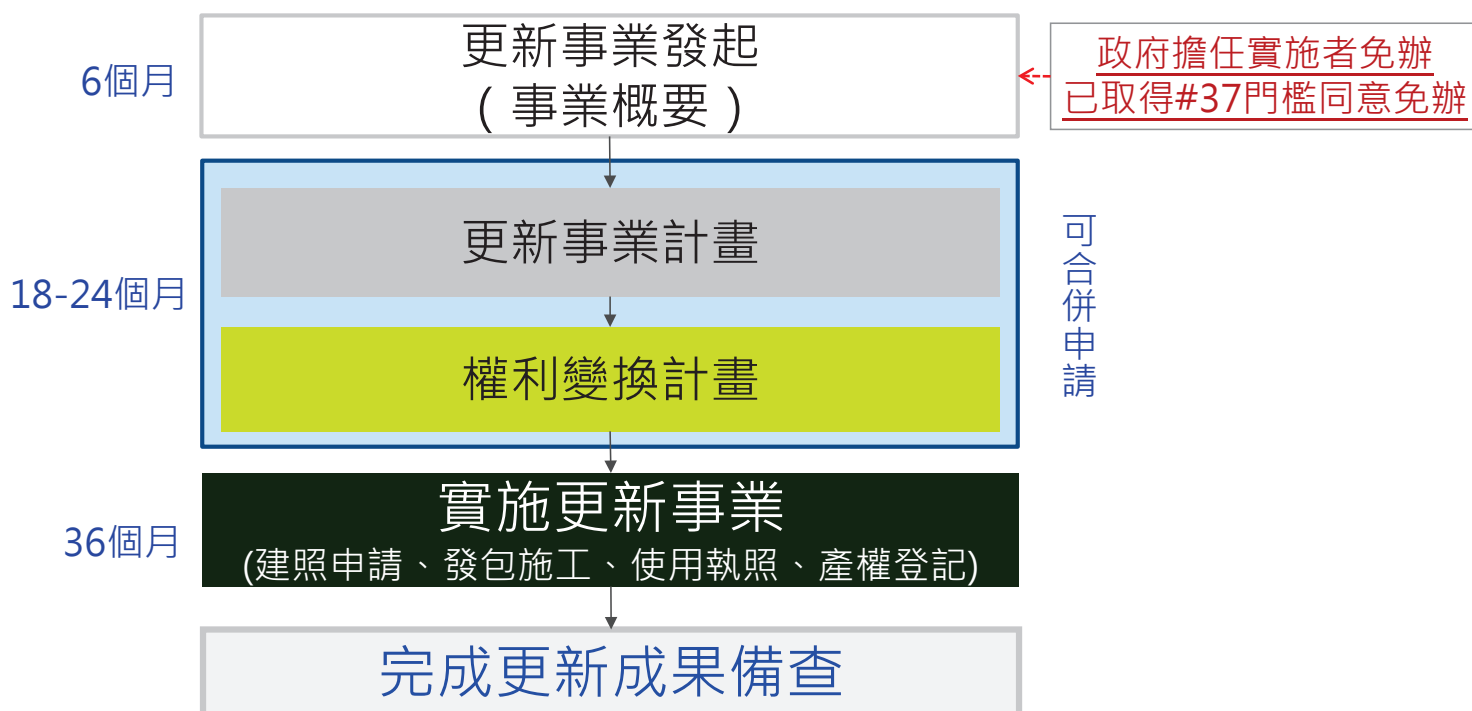 更新事業發起
(事業概要)
6個月
政府擔任實施者免辦
已取得#37門檻同意免辦
更新事業計畫
18-24個月
可合併申請
權利變換計畫
實施更新事業
(建照申請、發包施工、使用執照、產權登記)
36個月
完成更新成果備查